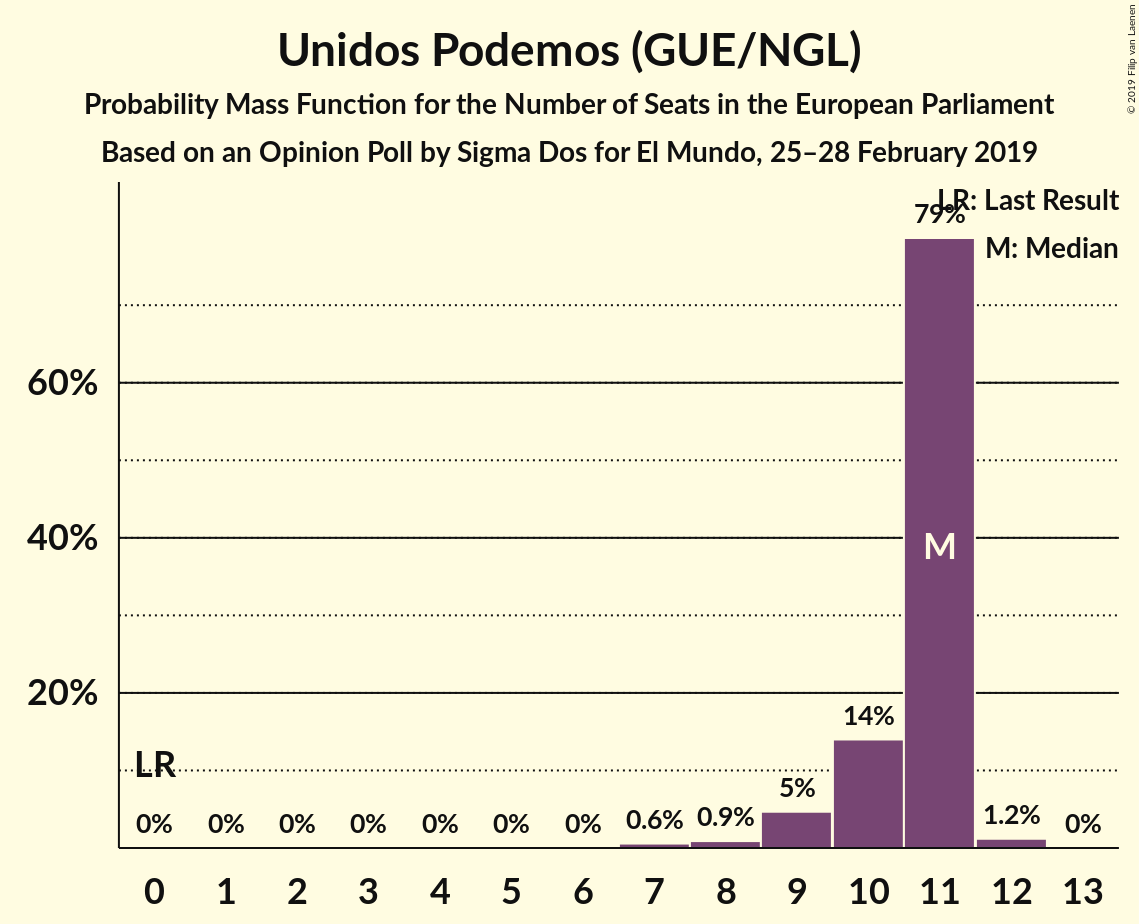 Unidos Podemos (GUE/NGL)
Probability Mass Function for the Number of Seats in the European Parliament
Based on an Opinion Poll by Sigma Dos for El Mundo, 25–28 February 2019
© 2019 Filip van Laenen
LR: Last Result
M: Median
79%
60%
40%
M
20%
14%
LR
5%
0% 0% 0% 0% 0% 0% 0% 0.6% 0.9% 1.2% 0%
0 1 2 3 4 5 6 7 8 9 10 11 12 13